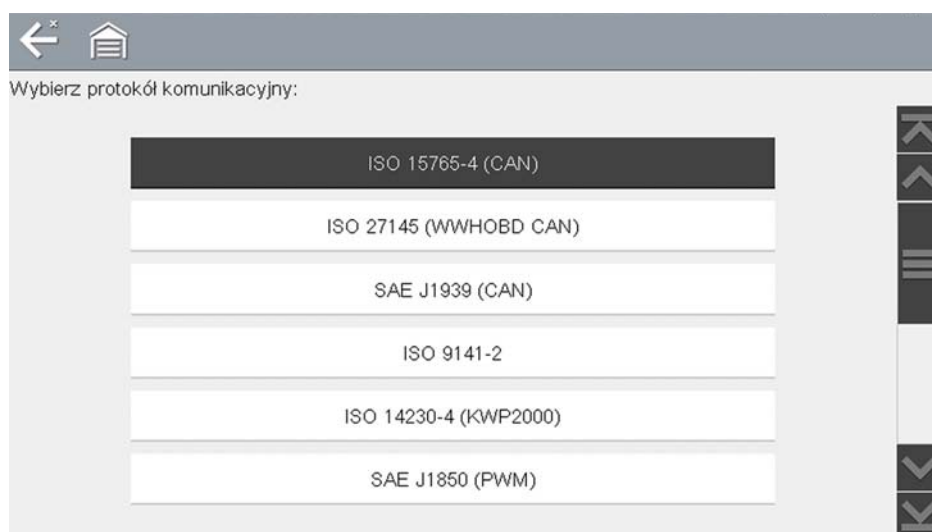 Wybierz protokół komunikacyjny:
ISO 15765-4 (CAN)
ISO 27145 (WWHOBD CAN)
SAE J1939 (CAN)
ISO 9141-2
ISO 14230-4 (KWP2000)
SAE J1850 (PWM)